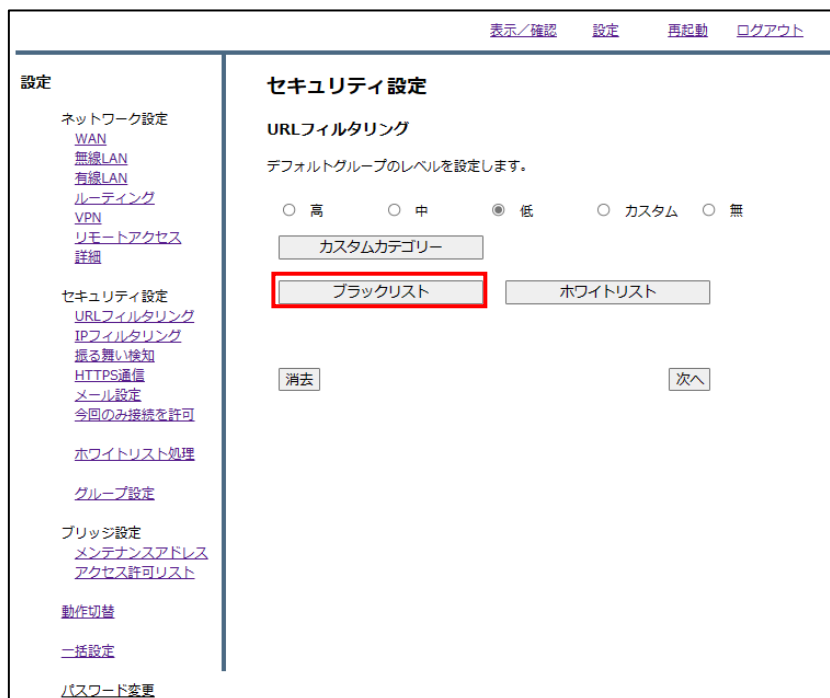 表示／確認 設定 再起動 ログアウト
設定
ネットワーク設定
WAN
無線LAN
有線LAN
ルーティング
VPN
リモートアクセス
詳細
セキュリティ設定
URLフィルタリング
IPフィルタリング
振る舞い検知
HTTPS通信
メール設定
今回のみ接続を許可
ホワイトリスト処理
グループ設定
ブリッジ設定
メンテナンスアドレス
アクセス許可リスト
動作切替
一括設定
パスワード変更
セキュリティ設定
URLフィルタリング
デフォルトグループのレベルを設定します。
高 中 低 カスタム 無
カスタムカテゴリー
ブラックリスト ホワイトリスト
消去 次へ